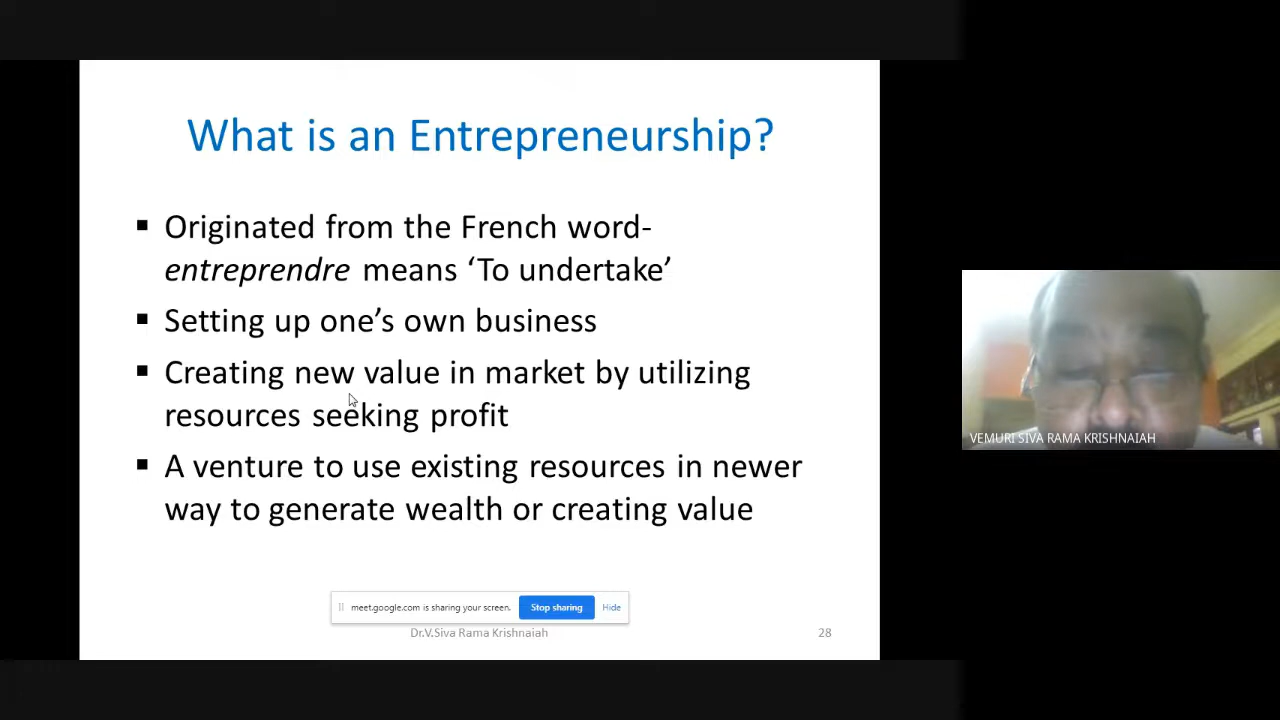 What is an Entrepreneurship?
▪ Originated from the French word-
entreprendre means ‘To undertake’
▪ Setting up one’s own business
▪ Creating new value in market by utilizing
resources seeking profit
▪ A venture to use existing resources in newer
way to generate wealth or creating value
meet.google.com is sharing your screen. Stop sharing Hide
Dr.V.Siva Rama Krishnaiah 28
VEMURI SIVA RAMA KRISHNAIAH